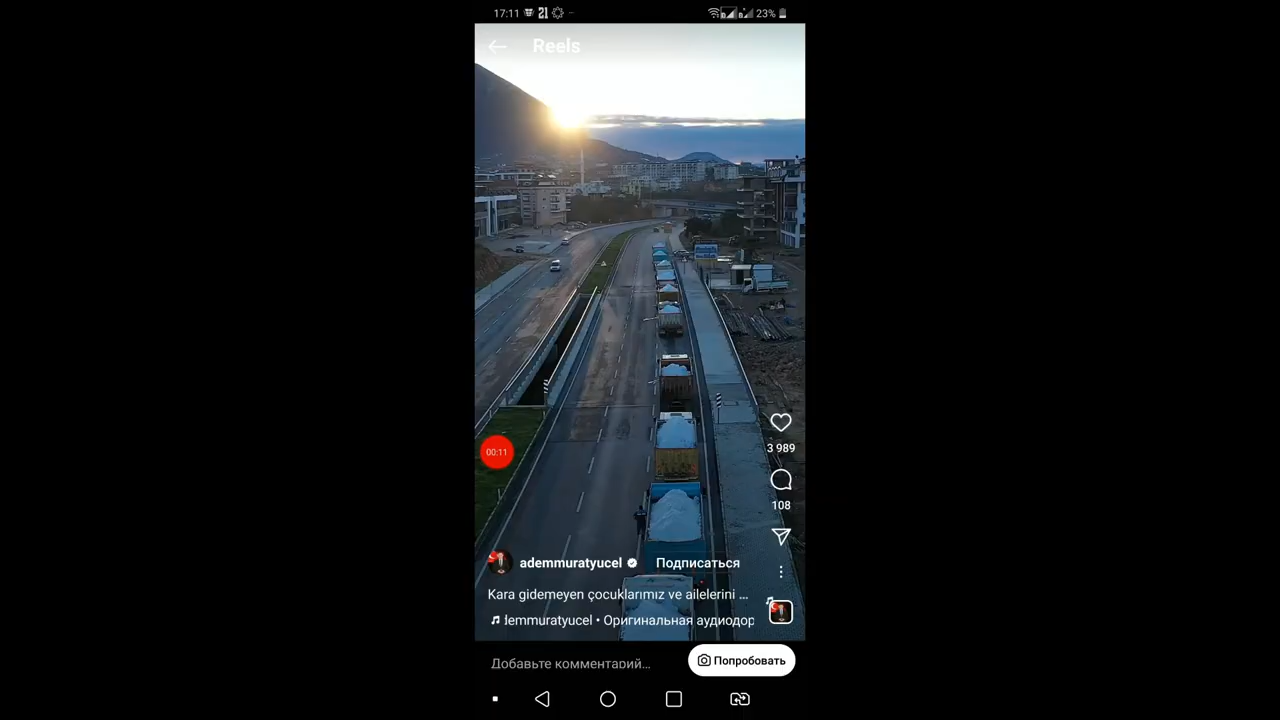 17:11
23%
Reels
3 989
00:11
108
ademmuratyucel
Подписаться
Kara gidemeyen çocuklarımız ve ailelerini ...
demmuratyucel • Оригинальная аудиодор
Добавьте комментарий...
Попробовать